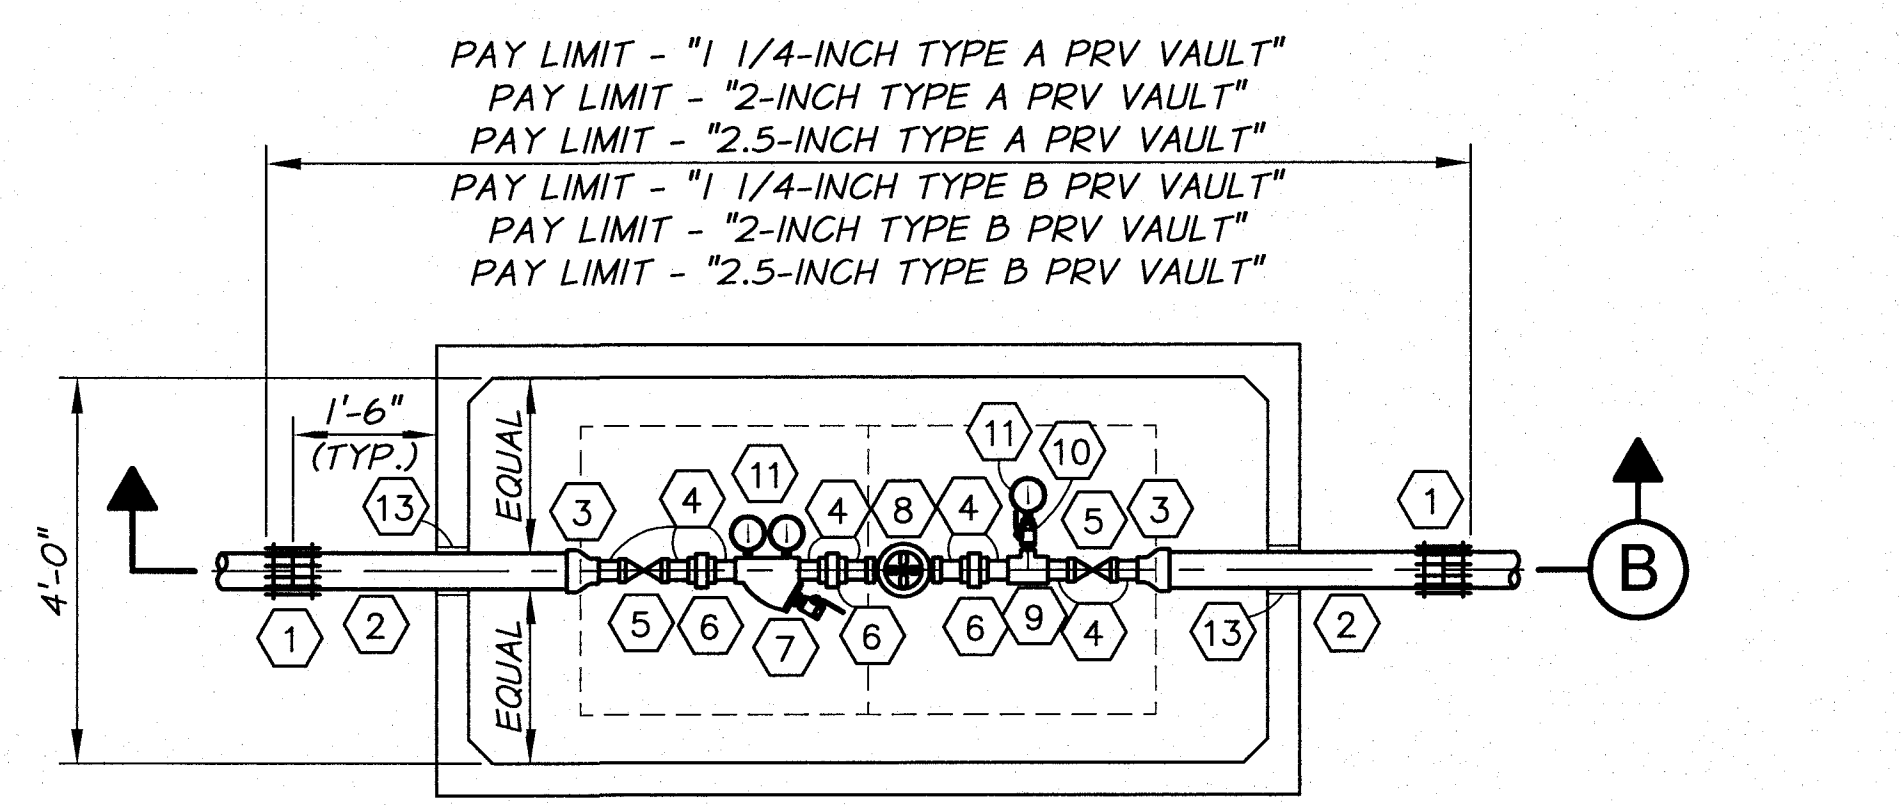 PAY LIMIT - "1 1/4-INCH TYPE A PRV VAULT"
PAY LIMIT - "2-INCH TYPE A PRV VAULT"
PAY LIMIT - "2.5-INCH TYPE A PRV VAULT"
PAY LIMIT - "1 1/4-INCH TYPE B PRV VAULT"
PAY LIMIT - "2-INCH TYPE B PRV VAULT"
PAY LIMIT - "2.5-INCH TYPE B PRV VAULT"
1'-6"
(TYP.)
4'-0"
EQUAL
EQUAL
11
10
11
13
3
4
4
8
4
5
3
1
B
1
2
5
6
7
6
6
9
4
13
2